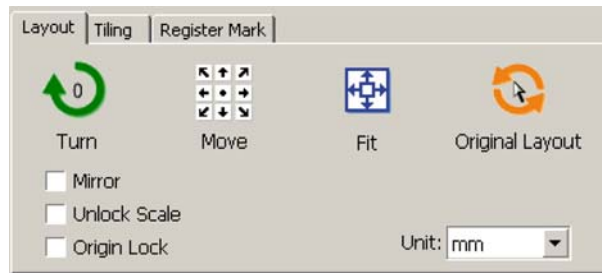 Layout Tiling Register Mark
0
Turn Move Fit Original Layout
Mirror
Unlock Scale
Origin Lock Unit: mm